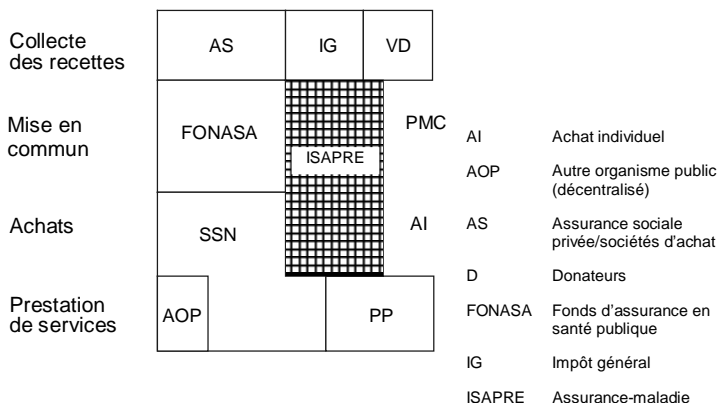 Collecte
des recettes
AS
IG
VD
Mise en
commun
FONASA
ISAPRE
PMC
Achats
SSN
AI
Prestation
de services
AOP
PP
AI Achat individuel
AOP Autre organisme public
(décentralisé)
AS Assurance sociale
privée/sociétés d'achat
D Donateurs
FONASA Fonds d'assurance en
santé publique
IG Impôt général
ISAPRE Assurance-maladie